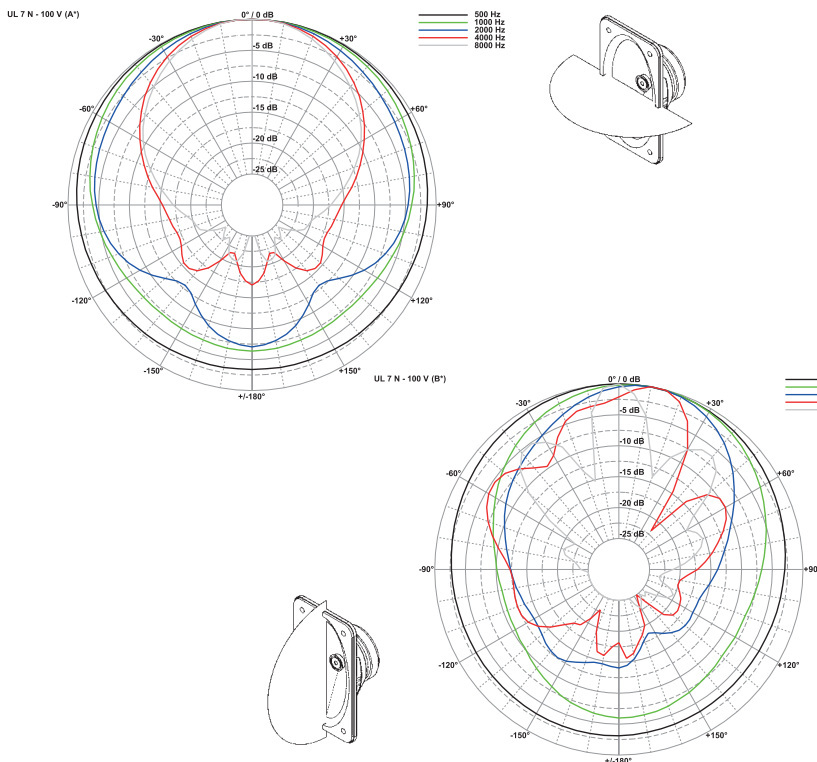 UL 7 N - 100 V (A*)
0° / 0 dB
500 Hz
1000 Hz
2000 Hz
4000 Hz
8000 Hz
-30°
+30°
-5 dB
-10 dB
-60°
+60°
-15 dB
-20 dB
-25 dB
-90°
+90°
-120°
+120°
-150°
+150°
+/-180°
UL 7 N - 100 V (B*)
0° / 0 dB
-30°
+30°
-5 dB
-10 dB
-60°
+60°
-15 dB
-20 dB
-25 dB
-90°
+90°
-120°
+120°
-150°
+150°
+/-180°